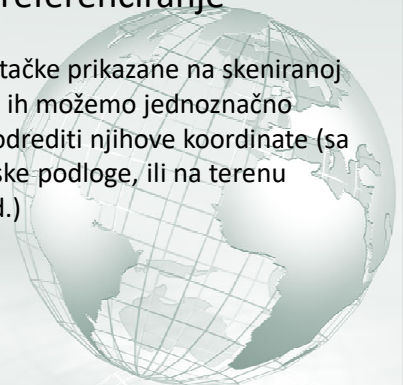 referenciranje
tačke prikazane na skeniranoj
ih možemo jednoznačno
odrediti njihove koordinate (sa
ske podloge, ili na terenu
d.)